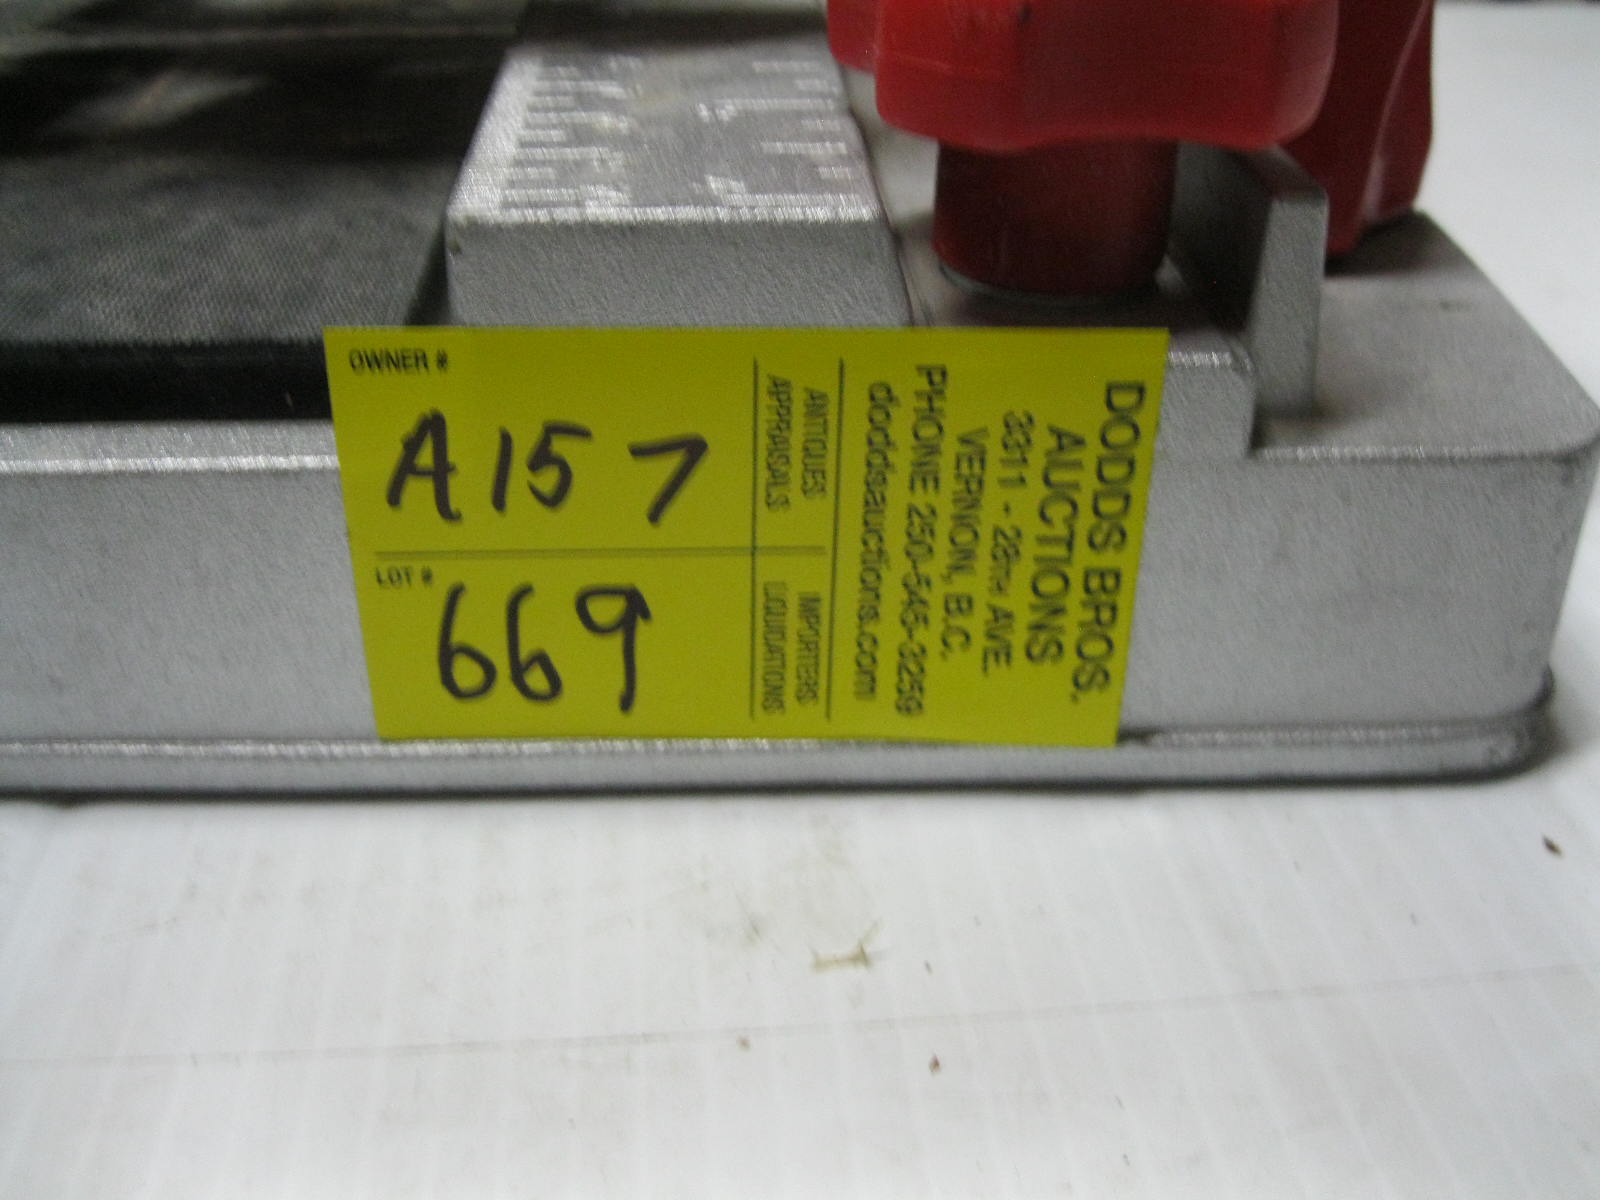 OWNER #
A157
LOT #
669
ANTIQUES
APPRAISALS
IMPORTERS
LIQUIDATIONS
DODDS BROS.
AUCTIONS
3311 - 28TH AVE.
VERNON, B.C.
PHONE 250-545-3259
doddsauctions.com